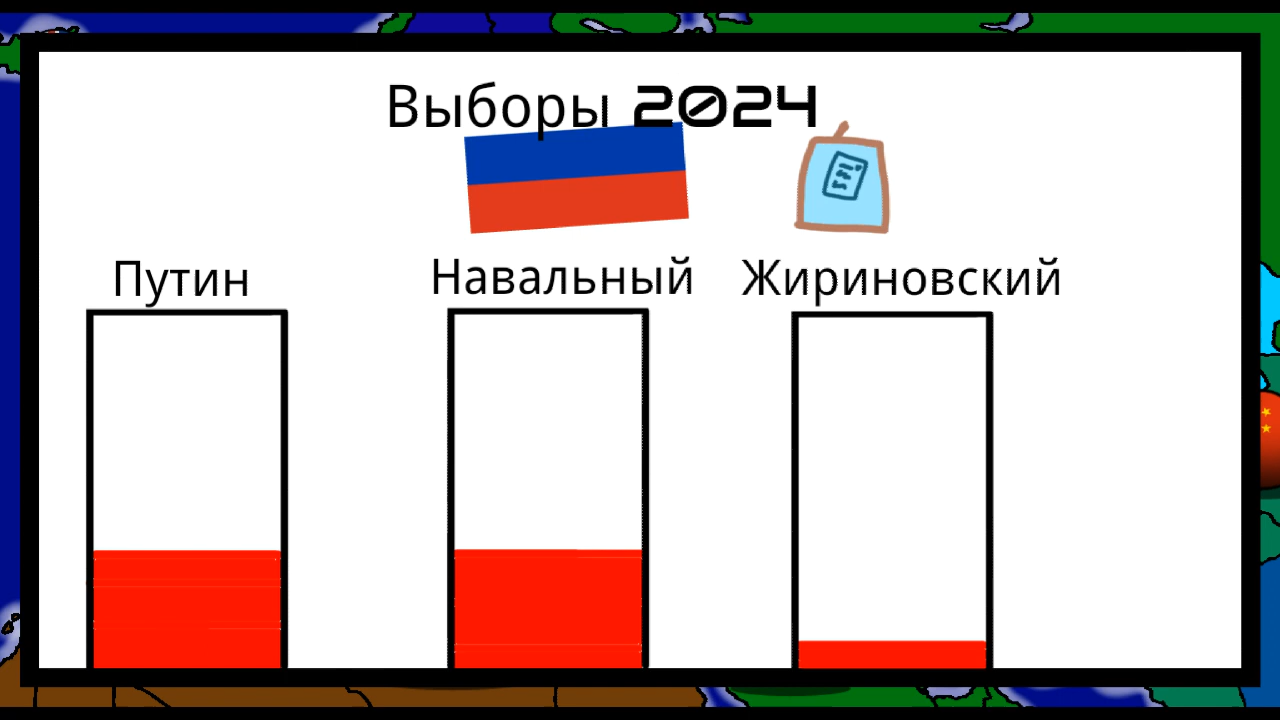 Выборы 2024
Путин
Навальный
Жириновский